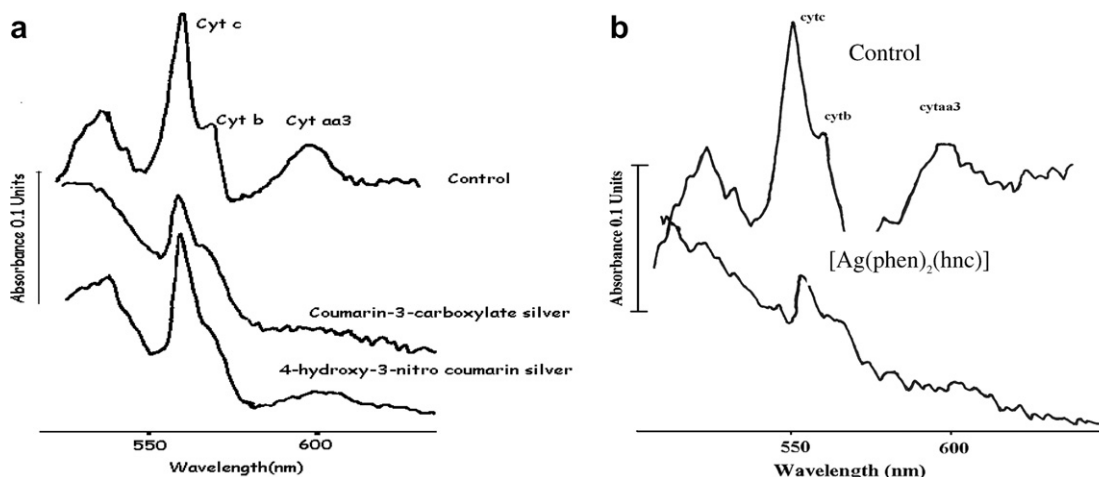 a
Cyt c
Cyt b
Cyt aa3
Control
Absorbance 0.1 Units
Coumarin-3-carboxylate silver
4-hydroxy-3-nitro coumarin silver
550
600
Wavelength(nm)
b
cytc
Control
cytb
cytaa3
Absorbance 0.1 Units
[Ag(phen)₂(hnc)]
550
600
Wavelength (nm)